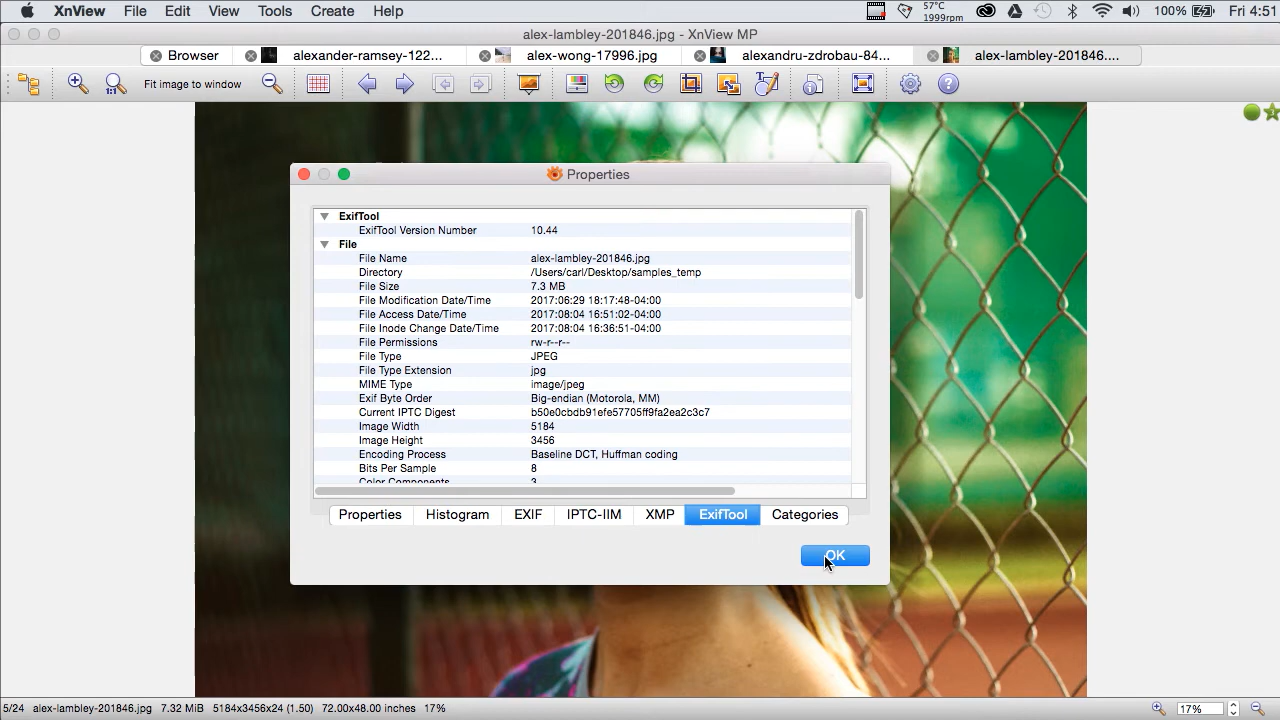 XnView File Edit View Tools Create Help 57°C 1999rpm 100% Fri 4:51
alex-lambley-201846.jpg - XnView MP
Browser alexander-ramsey-122... alex-wong-17996.jpg alexandru-zdrobau-84... alex-lambley-201846....
1:1 Fit image to window
Properties
ExifTool
ExifTool Version Number 10.44
File
File Name alex-lambley-201846.jpg
Directory /Users/carl/Desktop/samples_temp
File Size 7.3 MB
File Modification Date/Time 2017:06:29 18:17:48-04:00
File Access Date/Time 2017:08:04 16:51:02-04:00
File Inode Change Date/Time 2017:08:04 16:36:51-04:00
File Permissions rw-r--r--
File Type JPEG
File Type Extension jpg
MIME Type image/jpeg
Exif Byte Order Big-endian (Motorola, MM)
Current IPTC Digest b50e0cbdb91efe57705ff9fa2ea2c3c7
Image Width 5184
Image Height 3456
Encoding Process Baseline DCT, Huffman coding
Bits Per Sample 8
Color Components 3
Properties Histogram EXIF IPTC-IIM XMP ExifTool Categories
OK
5/24 alex-lambley-201846.jpg 7.32 MiB 5184x3456x24 (1.50) 72.00x48.00 inches 17% 17%